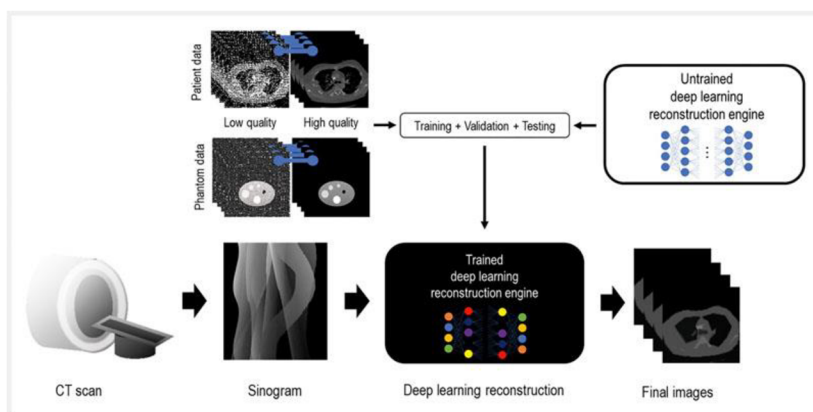 Patient data
Low quality
High quality
Phantom data
Training + Validation + Testing
Untrained
deep learning
reconstruction engine
Trained
deep learning
reconstruction engine
CT scan
Sinogram
Deep learning reconstruction
Final images